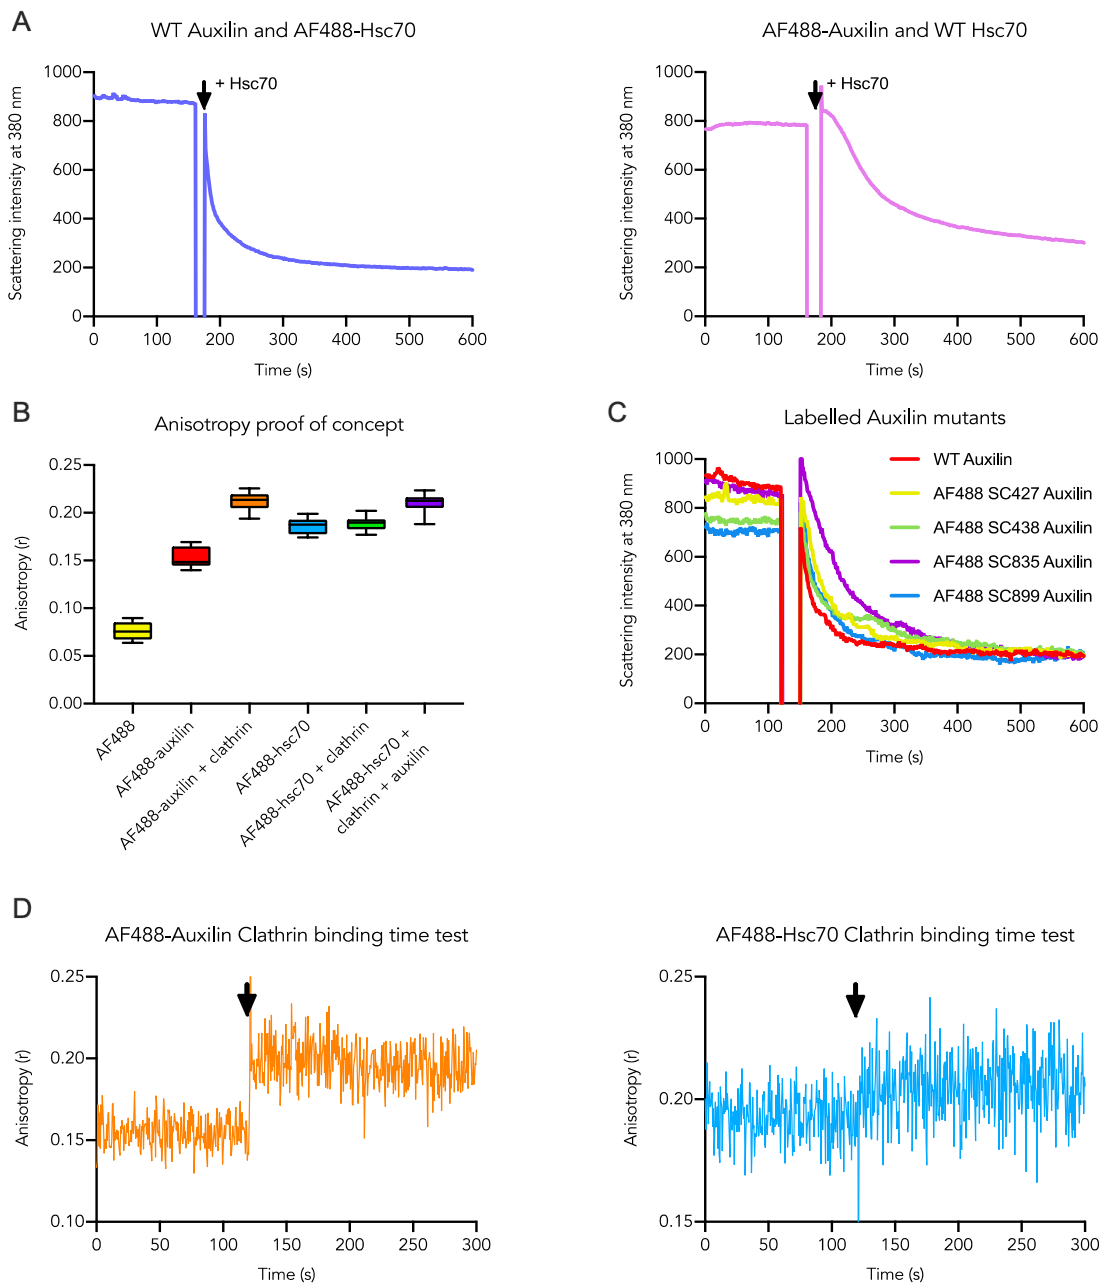 A
WT Auxilin and AF488-Hsc70
Scattering intensity at 380 nm
1000
800
600
400
200
0
+ Hsc70
0 100 200 300 400 500 600
Time (s)
AF488-Auxilin and WT Hsc70
Scattering intensity at 380 nm
1000
800
600
400
200
0
+ Hsc70
0 100 200 300 400 500 600
Time (s)
B
Anisotropy proof of concept
Anisotropy (r)
0.25
0.20
0.15
0.10
0.05
0.00
AF488
AF488-auxilin
AF488-auxilin + clathrin
AF488-hsc70
AF488-hsc70 + clathrin
AF488-hsc70 +
clathrin + auxilin
C
Labelled Auxilin mutants
Scattering intensity at 380 nm
1000
800
600
400
200
0
WT Auxilin
AF488 SC427 Auxilin
AF488 SC438 Auxilin
AF488 SC835 Auxilin
AF488 SC899 Auxilin
0 100 200 300 400 500 600
Time (s)
D
AF488-Auxilin Clathrin binding time test
Anisotropy (r)
0.25
0.20
0.15
0.10
0 50 100 150 200 250 300
Time (s)
AF488-Hsc70 Clathrin binding time test
Anisotropy (r)
0.25
0.20
0.15
0 50 100 150 200 250 300
Time (s)